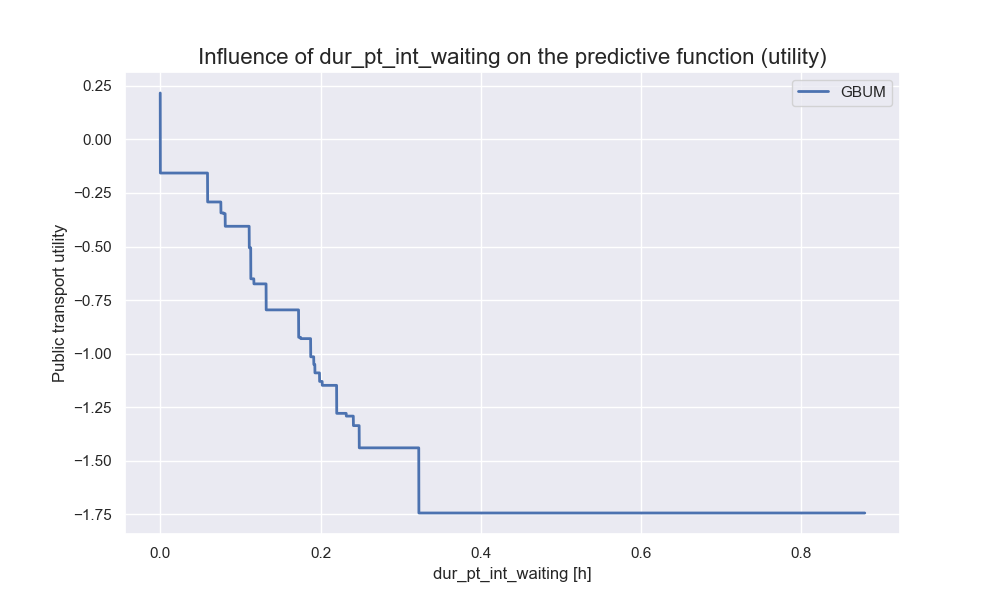 Influence of dur_pt_int_waiting on the predictive function (utility)
GBUM
0.25
0.00
−0.25
−0.50
−0.75
−1.00
−1.25
−1.50
−1.75
Public transport utility
0.0 0.2 0.4 0.6 0.8
dur_pt_int_waiting [h]